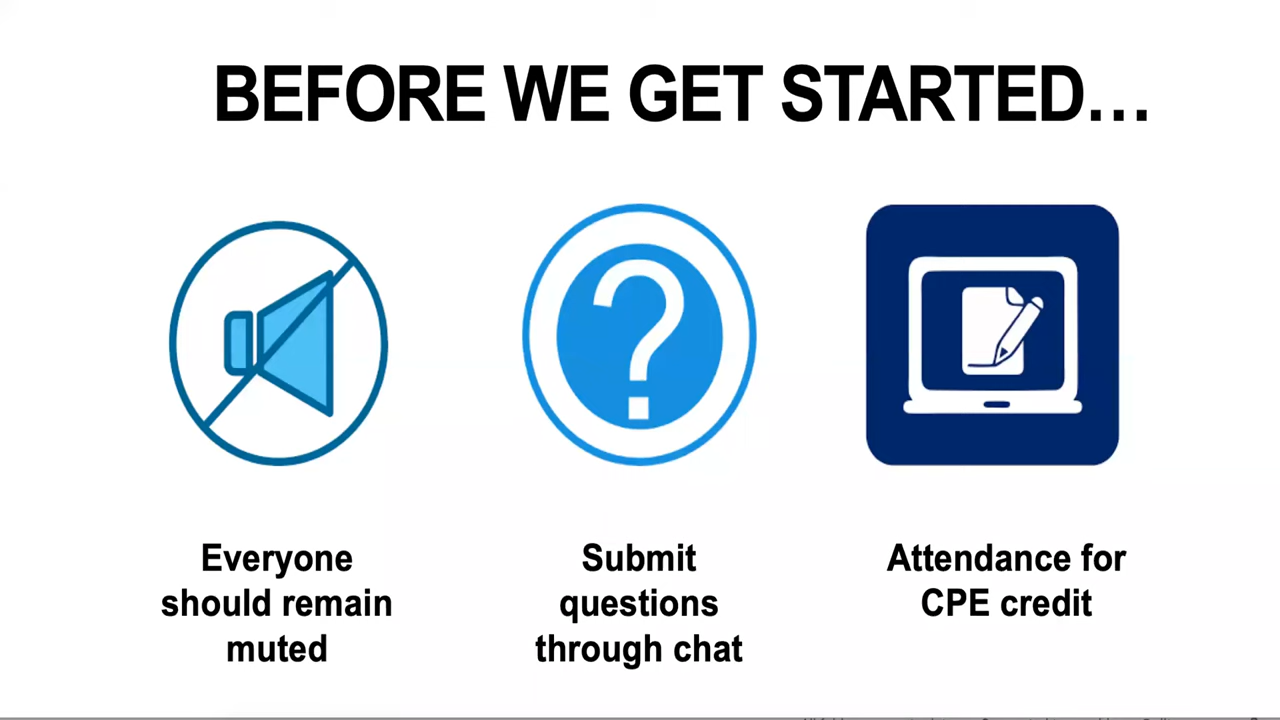 BEFORE WE GET STARTED...
Everyone
should remain
muted
Submit
questions
through chat
Attendance for
CPE credit